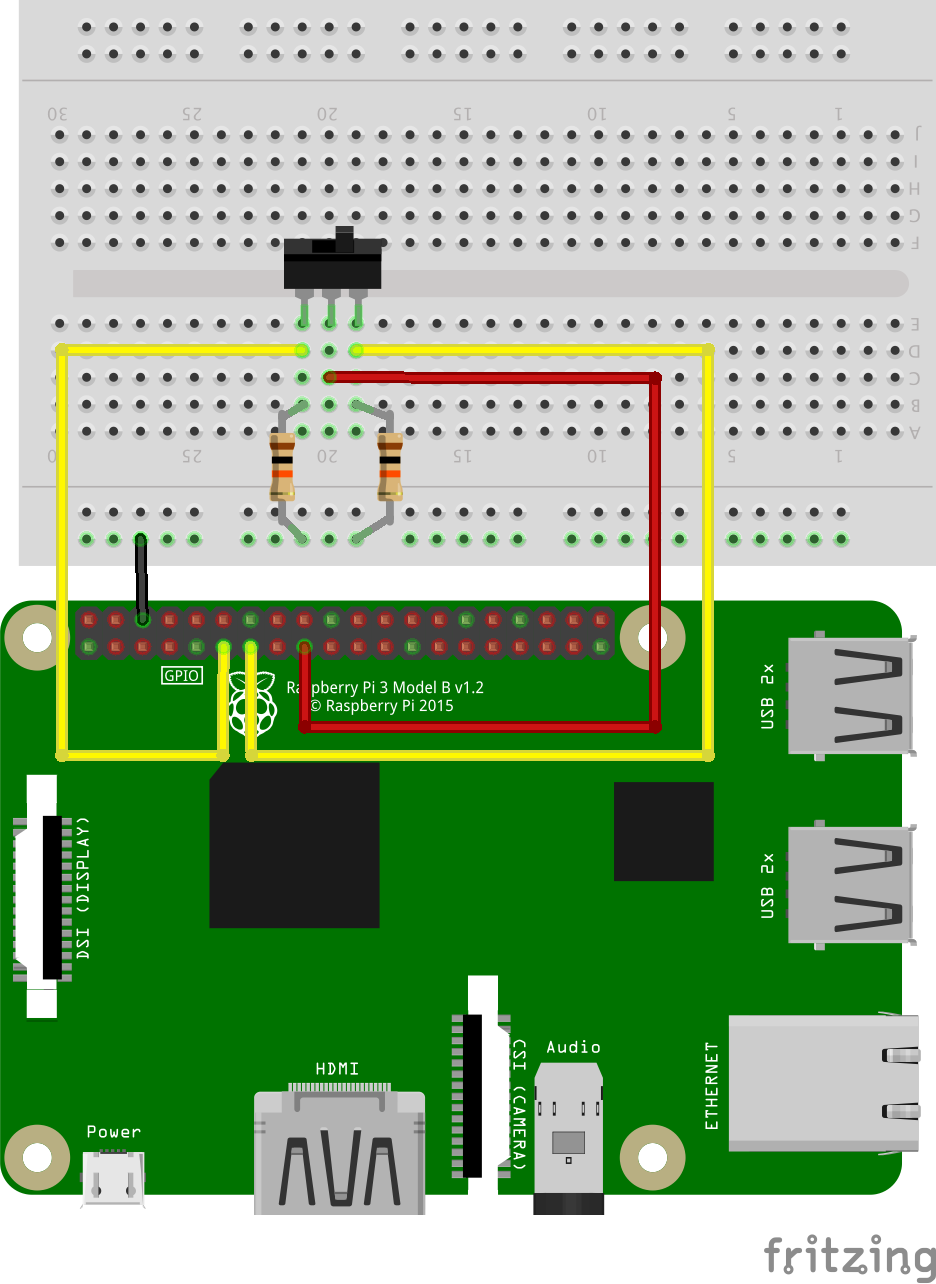 30 25 20 15 10 5 1
J
I
H
G
F
E
D
C
B
A
0 25 20 15 10 5 1
GPIO
Raspberry Pi 3 Model B v1.2
© Raspberry Pi 2015
USB 2x
DSI (DISPLAY)
USB 2x
CSI (CAMERA)
Audio
ETHERNET
HDMI
Power
fritzing